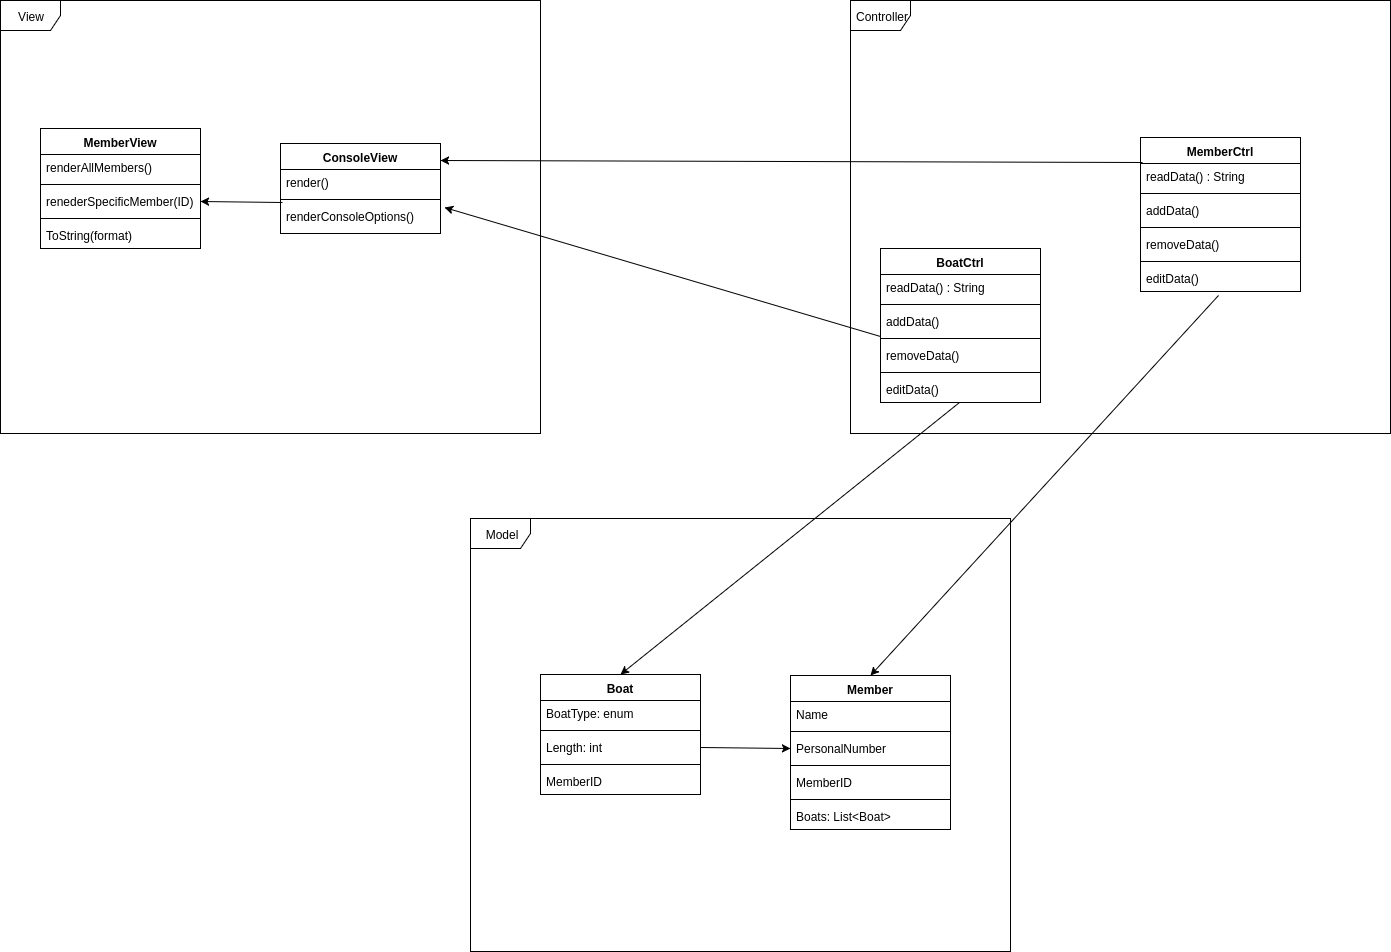 View
MemberView
renderAllMembers()
renederSpecificMember(ID)
ToString(format)
ConsoleView
render()
renderConsoleOptions()
Controller
BoatCtrl
readData() : String
addData()
removeData()
editData()
MemberCtrl
readData() : String
addData()
removeData()
editData()
Model
Boat
BoatType: enum
Length: int
MemberID
Member
Name
PersonalNumber
MemberID
Boats: List<Boat>